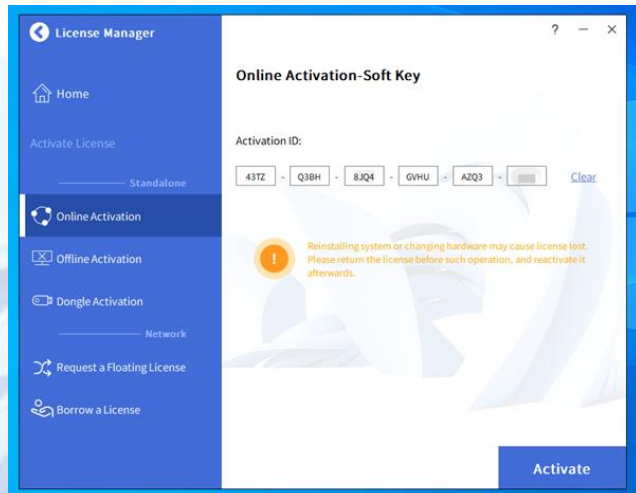 License Manager
? — ×
Home
Activate License
Standalone
Online Activation
Offline Activation
Dongle Activation
Network
Request a Floating License
Borrow a License
Online Activation-Soft Key
Activation ID:
43TZ - Q3BH - 8JQ4 - GVHU - AZQ3 - Clear
Reinstalling system or changing hardware may cause license lost.
Please return the license before such operation, and reactivate it
afterwards.
Activate